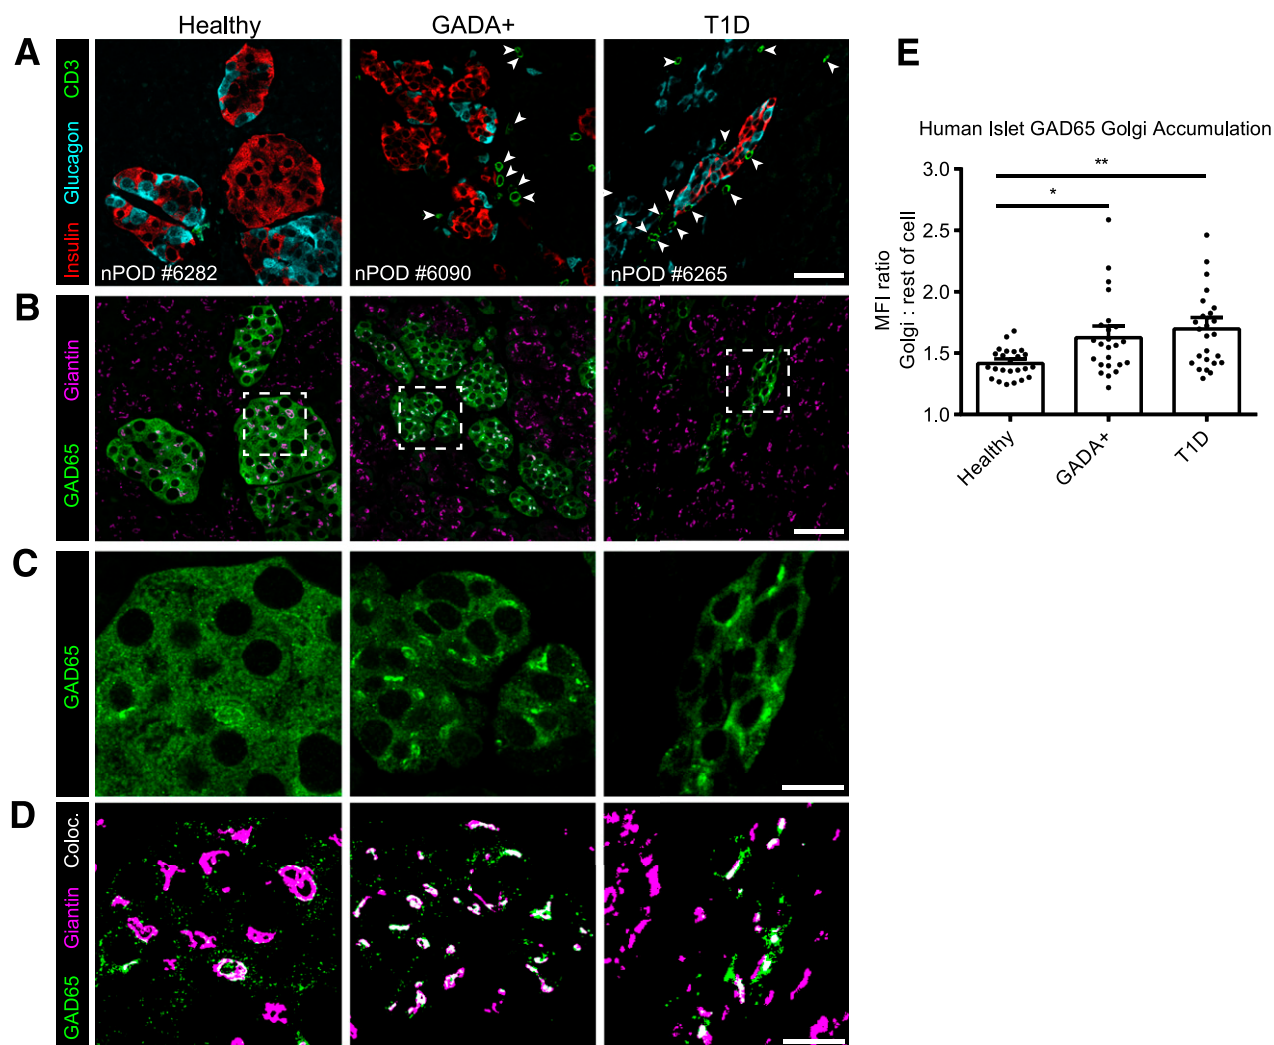 Healthy GADA+ T1D
A
Insulin Glucagon CD3
nPOD #6282
nPOD #6090
nPOD #6265
B
GAD65 Giantin
C
GAD65
D
GAD65 Giantin Coloc.
E
Human Islet GAD65 Golgi Accumulation
MFI ratio
Golgi : rest of cell
3.0
2.5
2.0
1.5
1.0
**
*
Healthy
GADA+
T1D